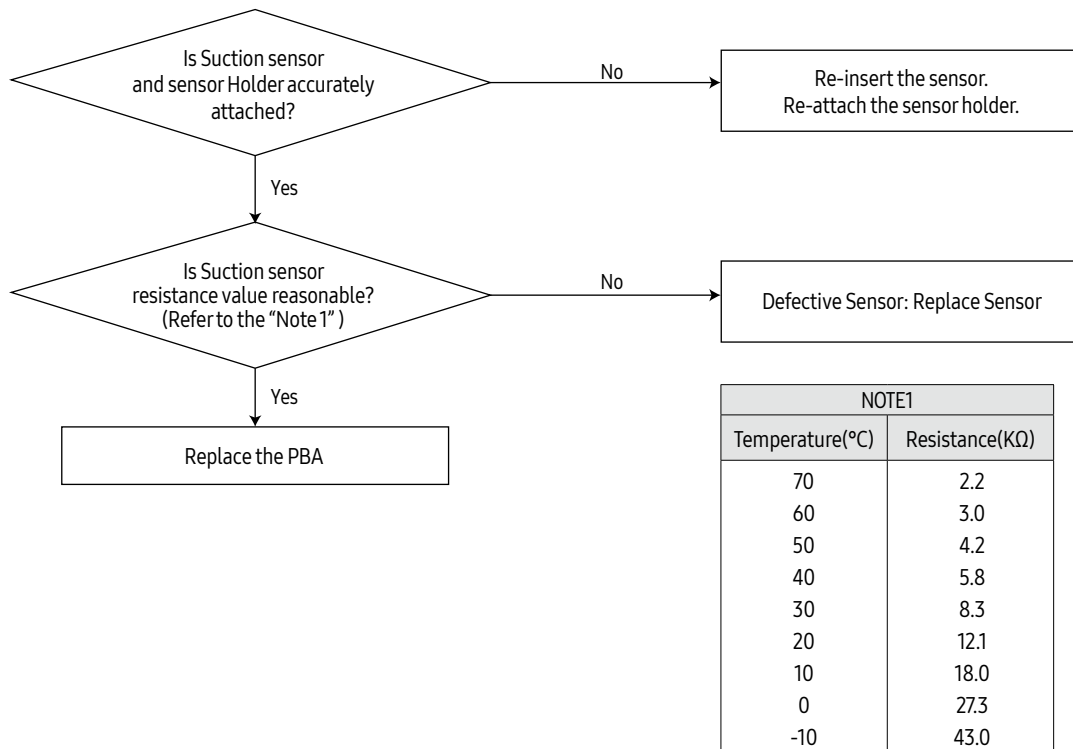 Is Suction sensor
and sensor Holder accurately
attached?
No
Re-insert the sensor.
Re-attach the sensor holder.
Yes
Is Suction sensor
resistance value reasonable?
(Refer to the “Note 1” )
No
Defective Sensor: Replace Sensor
Yes
Replace the PBA
NOTE1
Temperature(°C) Resistance(KΩ)
70 2.2
60 3.0
50 4.2
40 5.8
30 8.3
20 12.1
10 18.0
0 27.3
-10 43.0